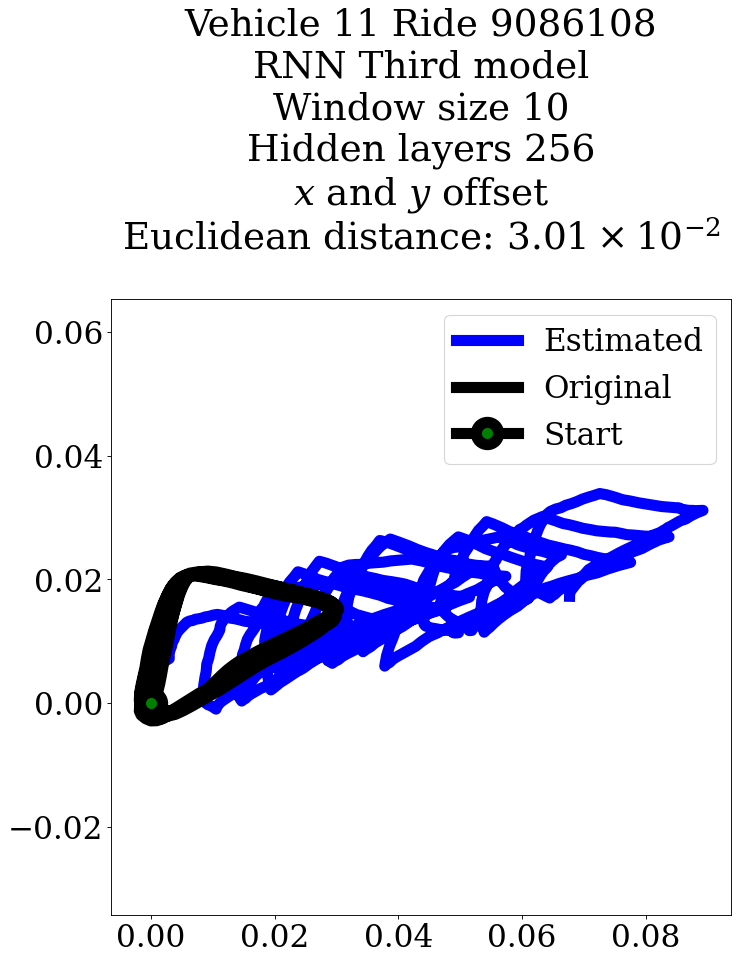 Vehicle 11 Ride 9086108
RNN Third model
Window size 10
Hidden layers 256
x and y offset
Euclidean distance: 3.01 × 10⁻²
Estimated
Original
Start
0.06
0.04
0.02
0.00
−0.02
0.00 0.02 0.04 0.06 0.08